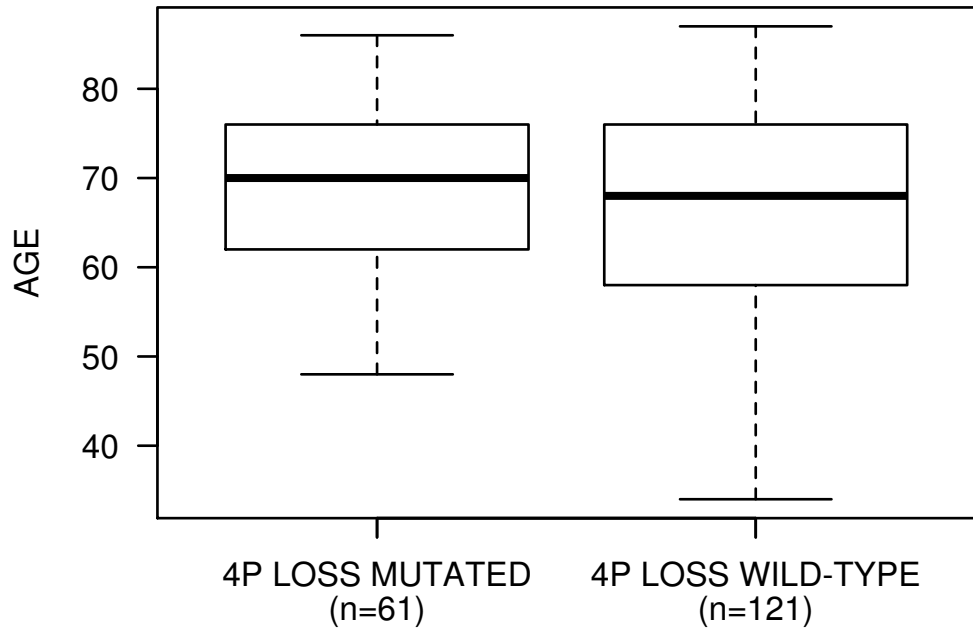 AGE
80
70
60
50
40
4P LOSS MUTATED
(n=61)
4P LOSS WILD-TYPE
(n=121)